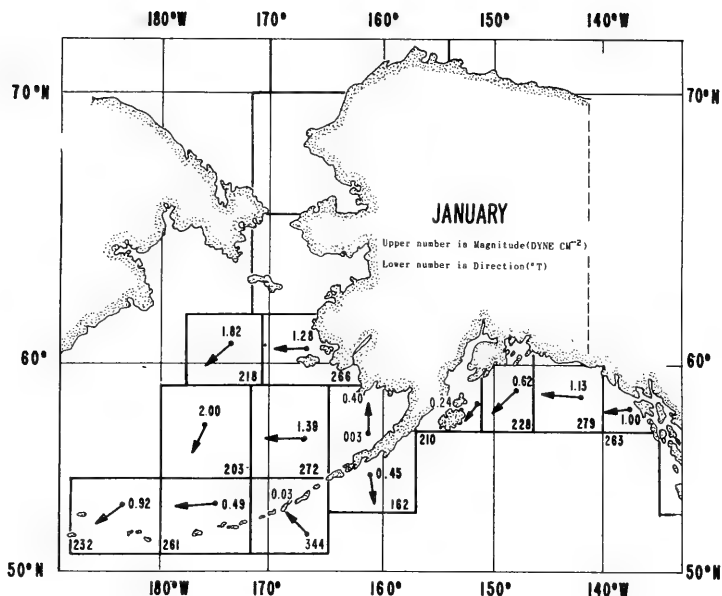 180°W 170°W 160°W 150°W 140°W
70°N 70°N
JANUARY
Upper number is Magnitude(DYNE CM⁻²)
Lower number is Direction(°T)
1.82 1.28
60°N 60°N
218 266
0.40 0.24 0.62 1.13 1.00
2.00 1.39 003 210 228 279 263
203 272 0.45
0.92 0.49 0.03 162
232 261 344
50°N 50°N
180°W 170°W 160°W 150°W 140°W